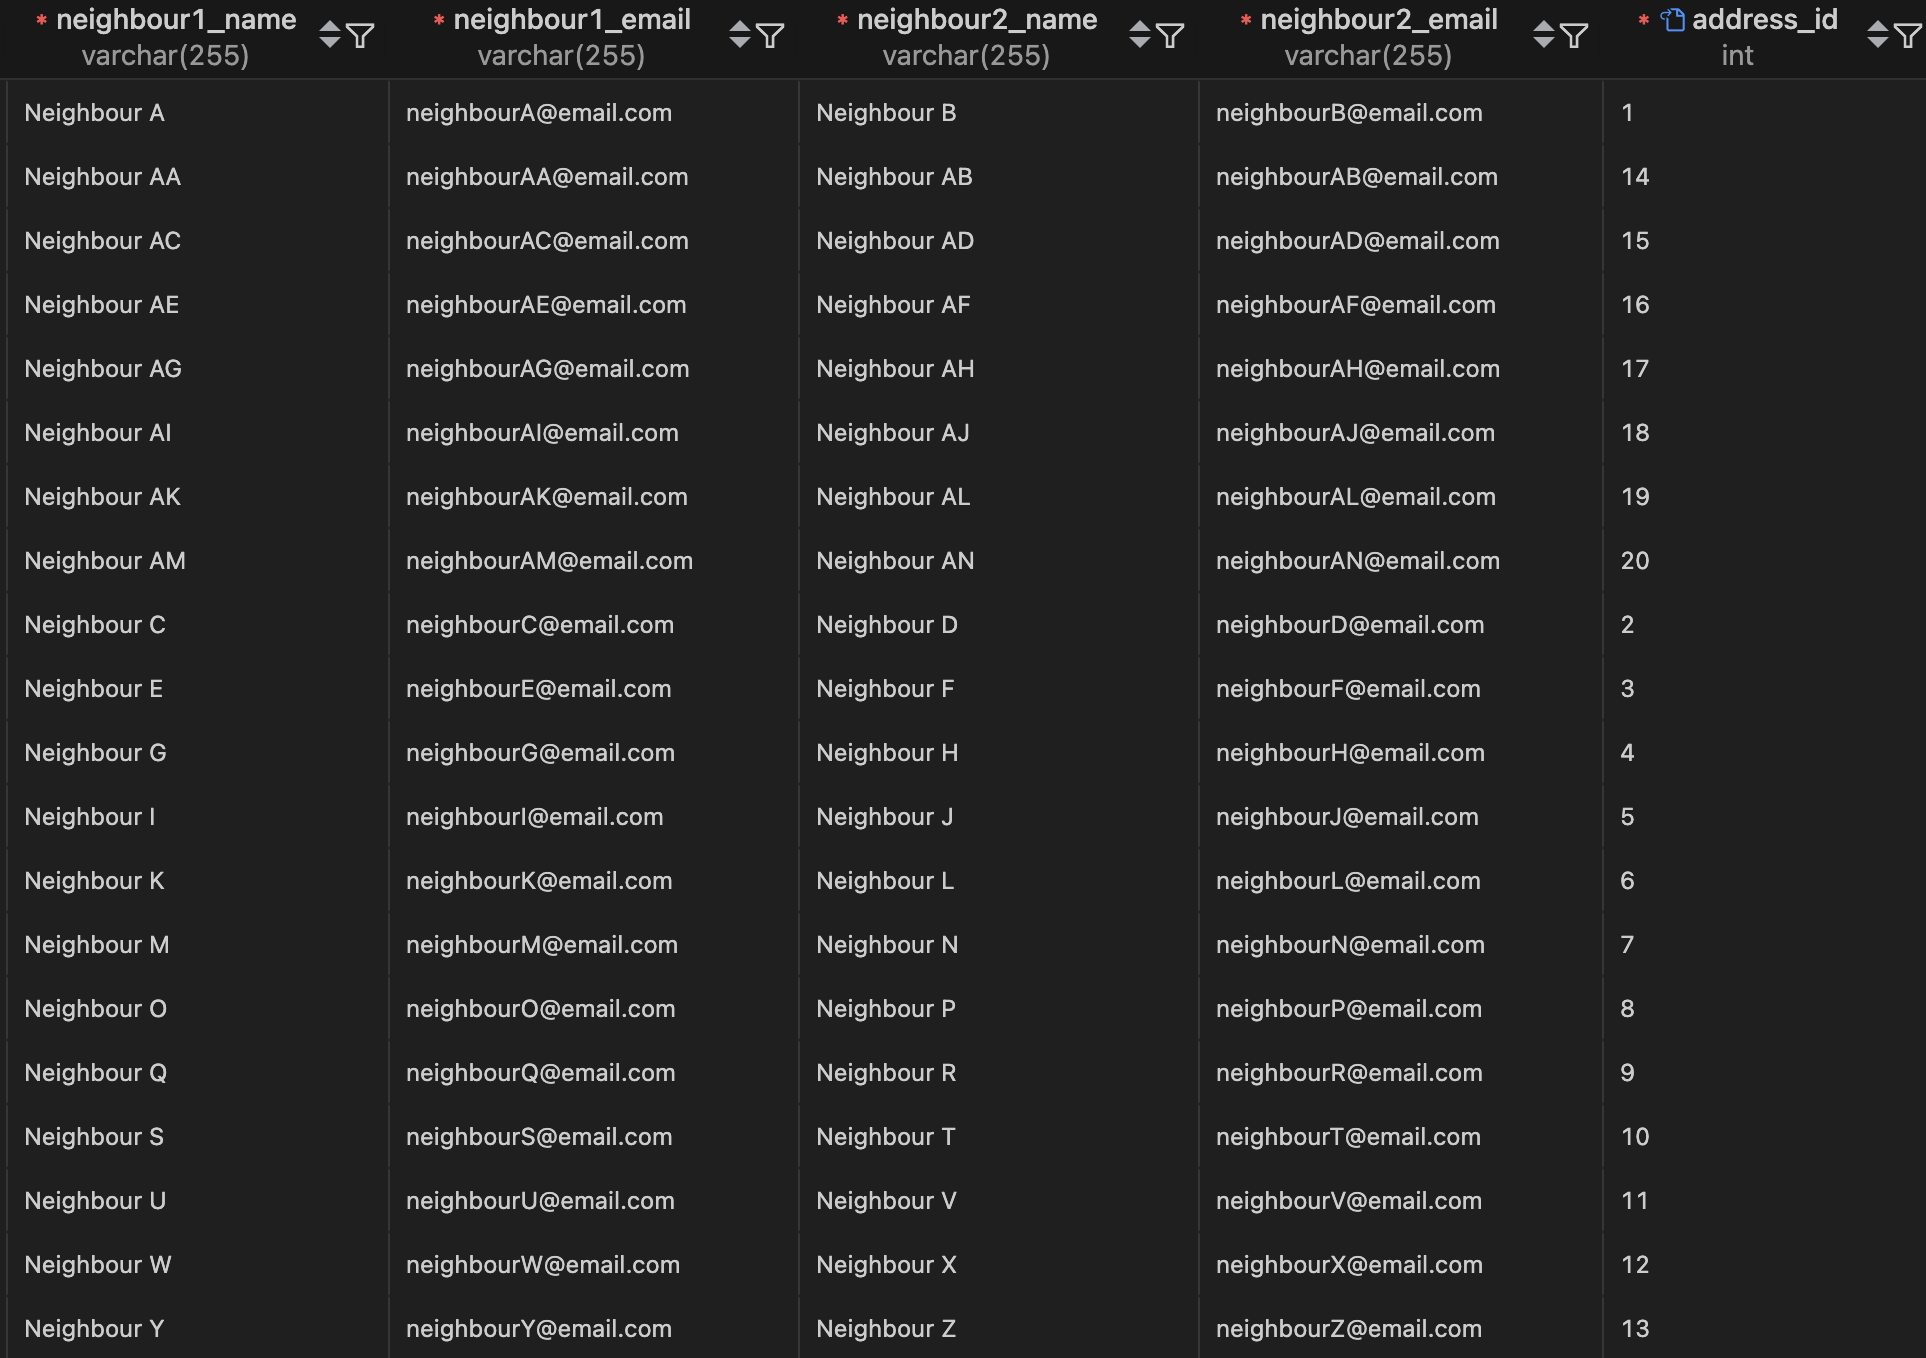 * neighbour1_name * neighbour1_email * neighbour2_name * neighbour2_email * address_id
varchar(255) varchar(255) varchar(255) varchar(255) int
Neighbour A neighbourA@email.com Neighbour B neighbourB@email.com 1
Neighbour AA neighbourAA@email.com Neighbour AB neighbourAB@email.com 14
Neighbour AC neighbourAC@email.com Neighbour AD neighbourAD@email.com 15
Neighbour AE neighbourAE@email.com Neighbour AF neighbourAF@email.com 16
Neighbour AG neighbourAG@email.com Neighbour AH neighbourAH@email.com 17
Neighbour AI neighbourAI@email.com Neighbour AJ neighbourAJ@email.com 18
Neighbour AK neighbourAK@email.com Neighbour AL neighbourAL@email.com 19
Neighbour AM neighbourAM@email.com Neighbour AN neighbourAN@email.com 20
Neighbour C neighbourC@email.com Neighbour D neighbourD@email.com 2
Neighbour E neighbourE@email.com Neighbour F neighbourF@email.com 3
Neighbour G neighbourG@email.com Neighbour H neighbourH@email.com 4
Neighbour I neighbourI@email.com Neighbour J neighbourJ@email.com 5
Neighbour K neighbourK@email.com Neighbour L neighbourL@email.com 6
Neighbour M neighbourM@email.com Neighbour N neighbourN@email.com 7
Neighbour O neighbourO@email.com Neighbour P neighbourP@email.com 8
Neighbour Q neighbourQ@email.com Neighbour R neighbourR@email.com 9
Neighbour S neighbourS@email.com Neighbour T neighbourT@email.com 10
Neighbour U neighbourU@email.com Neighbour V neighbourV@email.com 11
Neighbour W neighbourW@email.com Neighbour X neighbourX@email.com 12
Neighbour Y neighbourY@email.com Neighbour Z neighbourZ@email.com 13